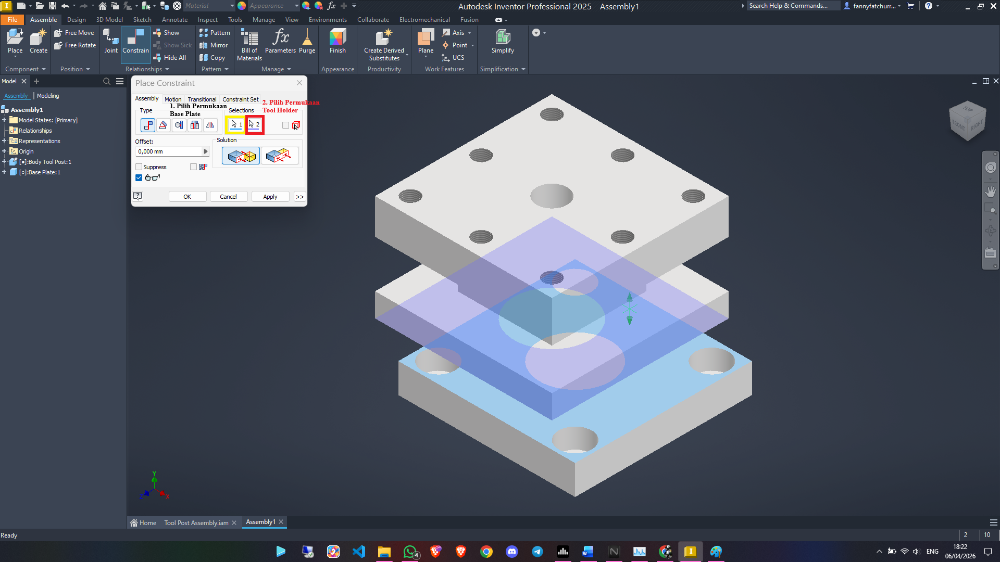 Material
Appearance
Autodesk Inventor Professional 2025 Assembly1
Search Help & Commands...
fannyfatchurr...
File Assemble Design 3D Model Sketch Annotate Inspect Tools Manage View Environments Collaborate Electromechanical Fusion
Place
Create
Free Move
Free Rotate
Joint
Constrain
Show
Show Sick
Hide All
Pattern
Mirror
Copy
Bill of
Materials
Parameters
Purge
Finish
Create Derived
Substitutes
Plane
Axis
Point
UCS
Simplify
Component Position Relationships Pattern Manage Appearance Productivity Work Features Simplification
Model
Assembly | Modeling
Assembly1
Model States: [Primary]
Relationships
Representations
Origin
[●]:Body Tool Post:1
[○]:Base Plate:1
Place Constraint
Assembly Motion Transitional Constraint Set
1. Pilih Permukaan
Base Plate
2. Pilih Permukaan
Tool Holder
Type
Selections
1
2
Offset:
0,000 mm
Solution
Suppress
OK
Cancel
Apply
>>
TOP
FRONT
RIGHT
Y
Z
X
Home Tool Post Assembly.iam Assembly1
Ready
2
10
4
ENG
18:22
06/04/2026